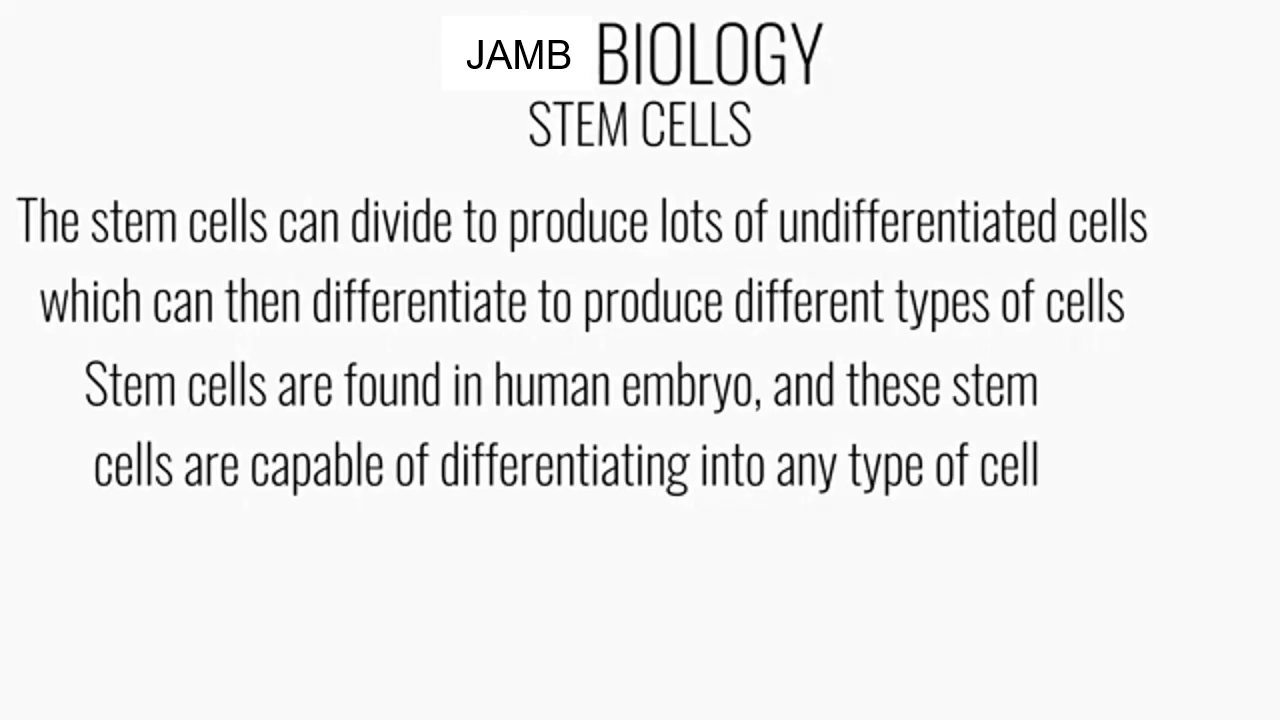 JAMB BIOLOGY
STEM CELLS
The stem cells can divide to produce lots of undifferentiated cells
which can then differentiate to produce different types of cells
Stem cells are found in human embryo, and these stem
cells are capable of differentiating into any type of cell